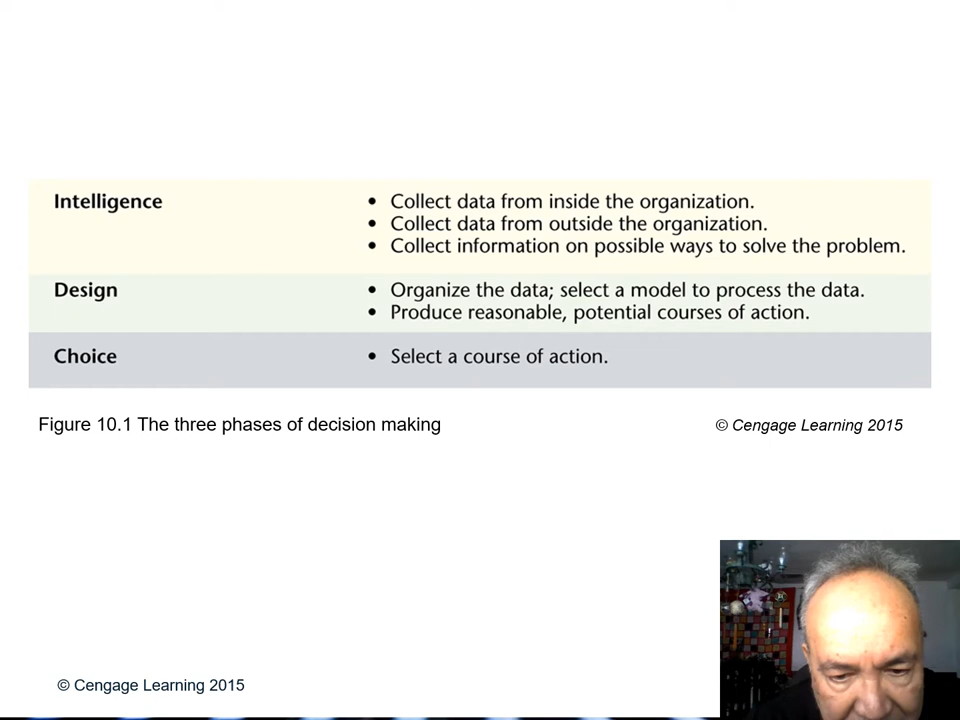 Intelligence
• Collect data from inside the organization.
• Collect data from outside the organization.
• Collect information on possible ways to solve the problem.
Design
• Organize the data; select a model to process the data.
• Produce reasonable, potential courses of action.
Choice
• Select a course of action.
Figure 10.1 The three phases of decision making
© Cengage Learning 2015
© Cengage Learning 2015